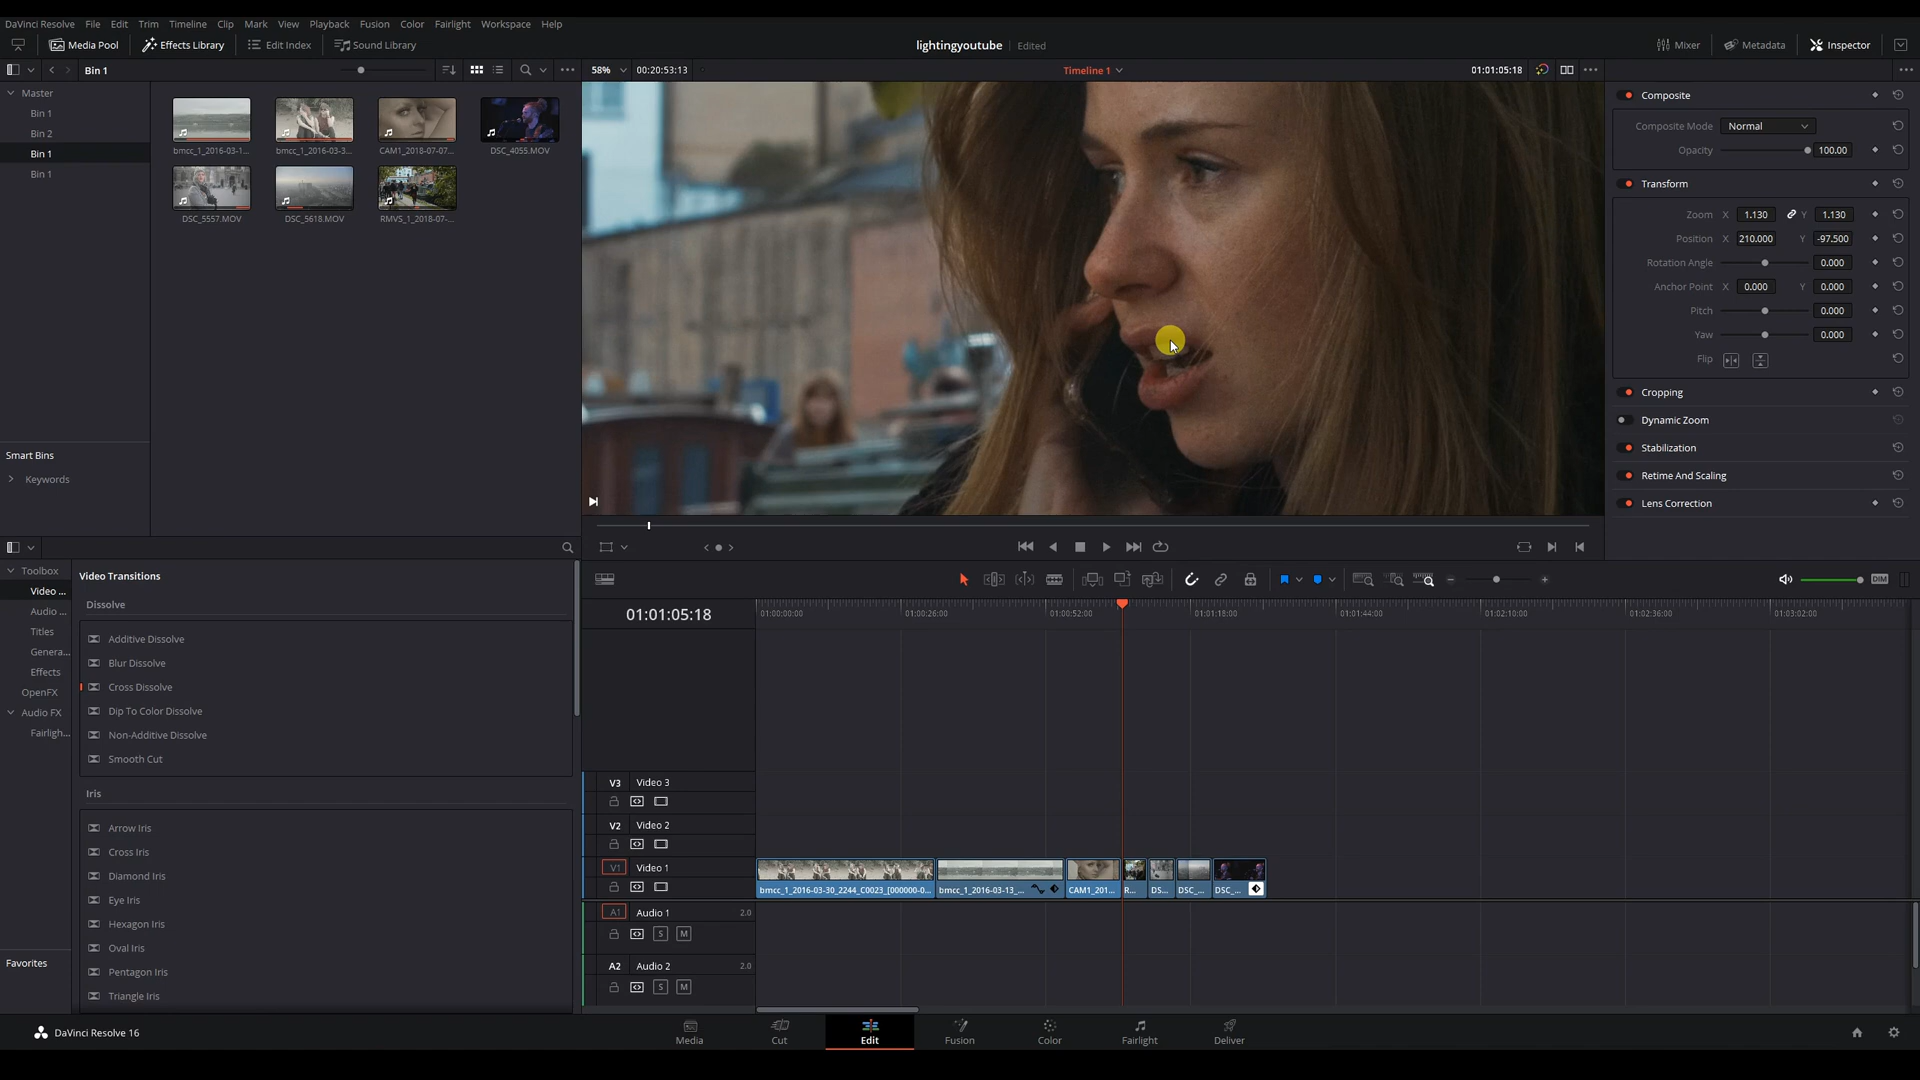 DaVinci Resolve File Edit Trim Timeline Clip Mark View Playback Fusion Color Fairlight Workspace Help
Media Pool Effects Library Edit Index Sound Library lightingyoutube Edited Mixer Metadata Inspector
Bin 1 58% 00:20:53:13 Timeline 1 01:01:05:18
Master
Bin 1
Bin 2
Bin 1
Bin 1
bmcc_1_2016-03-1... bmcc_1_2016-03-3... CAM1_2018-07-07... DSC_4055.MOV
DSC_5557.MOV DSC_5618.MOV RMVS_1_2018-07-...
Smart Bins
Keywords
Composite
Composite Mode Normal
Opacity 100.00
Transform
Zoom X 1.130 Y 1.130
Position X 210.000 Y -97.500
Rotation Angle 0.000
Anchor Point X 0.000 Y 0.000
Pitch 0.000
Yaw 0.000
Flip
Cropping
Dynamic Zoom
Stabilization
Retime And Scaling
Lens Correction
Toolbox
Video ...
Audio ...
Titles
Genera...
Effects
OpenFX
Audio FX
Fairligh...
Favorites
Video Transitions
Dissolve
Additive Dissolve
Blur Dissolve
Cross Dissolve
Dip To Color Dissolve
Non-Additive Dissolve
Smooth Cut
Iris
Arrow Iris
Cross Iris
Diamond Iris
Eye Iris
Hexagon Iris
Oval Iris
Pentagon Iris
Triangle Iris
DIM
01:01:05:18 01:00:00:00 01:00:26:00 01:00:52:00 01:01:18:00 01:01:44:00 01:02:10:00 01:02:36:00 01:03:02:00
V3 Video 3
V2 Video 2
V1 Video 1
bmcc_1_2016-03-30_2244_C0023_[000000-0... bmcc_1_2016-03-13_... CAM1_201... R... DS... DSC_... DSC_...
A1 Audio 1 2.0
S M
A2 Audio 2 2.0
S M
DaVinci Resolve 16 Media Cut Edit Fusion Color Fairlight Deliver